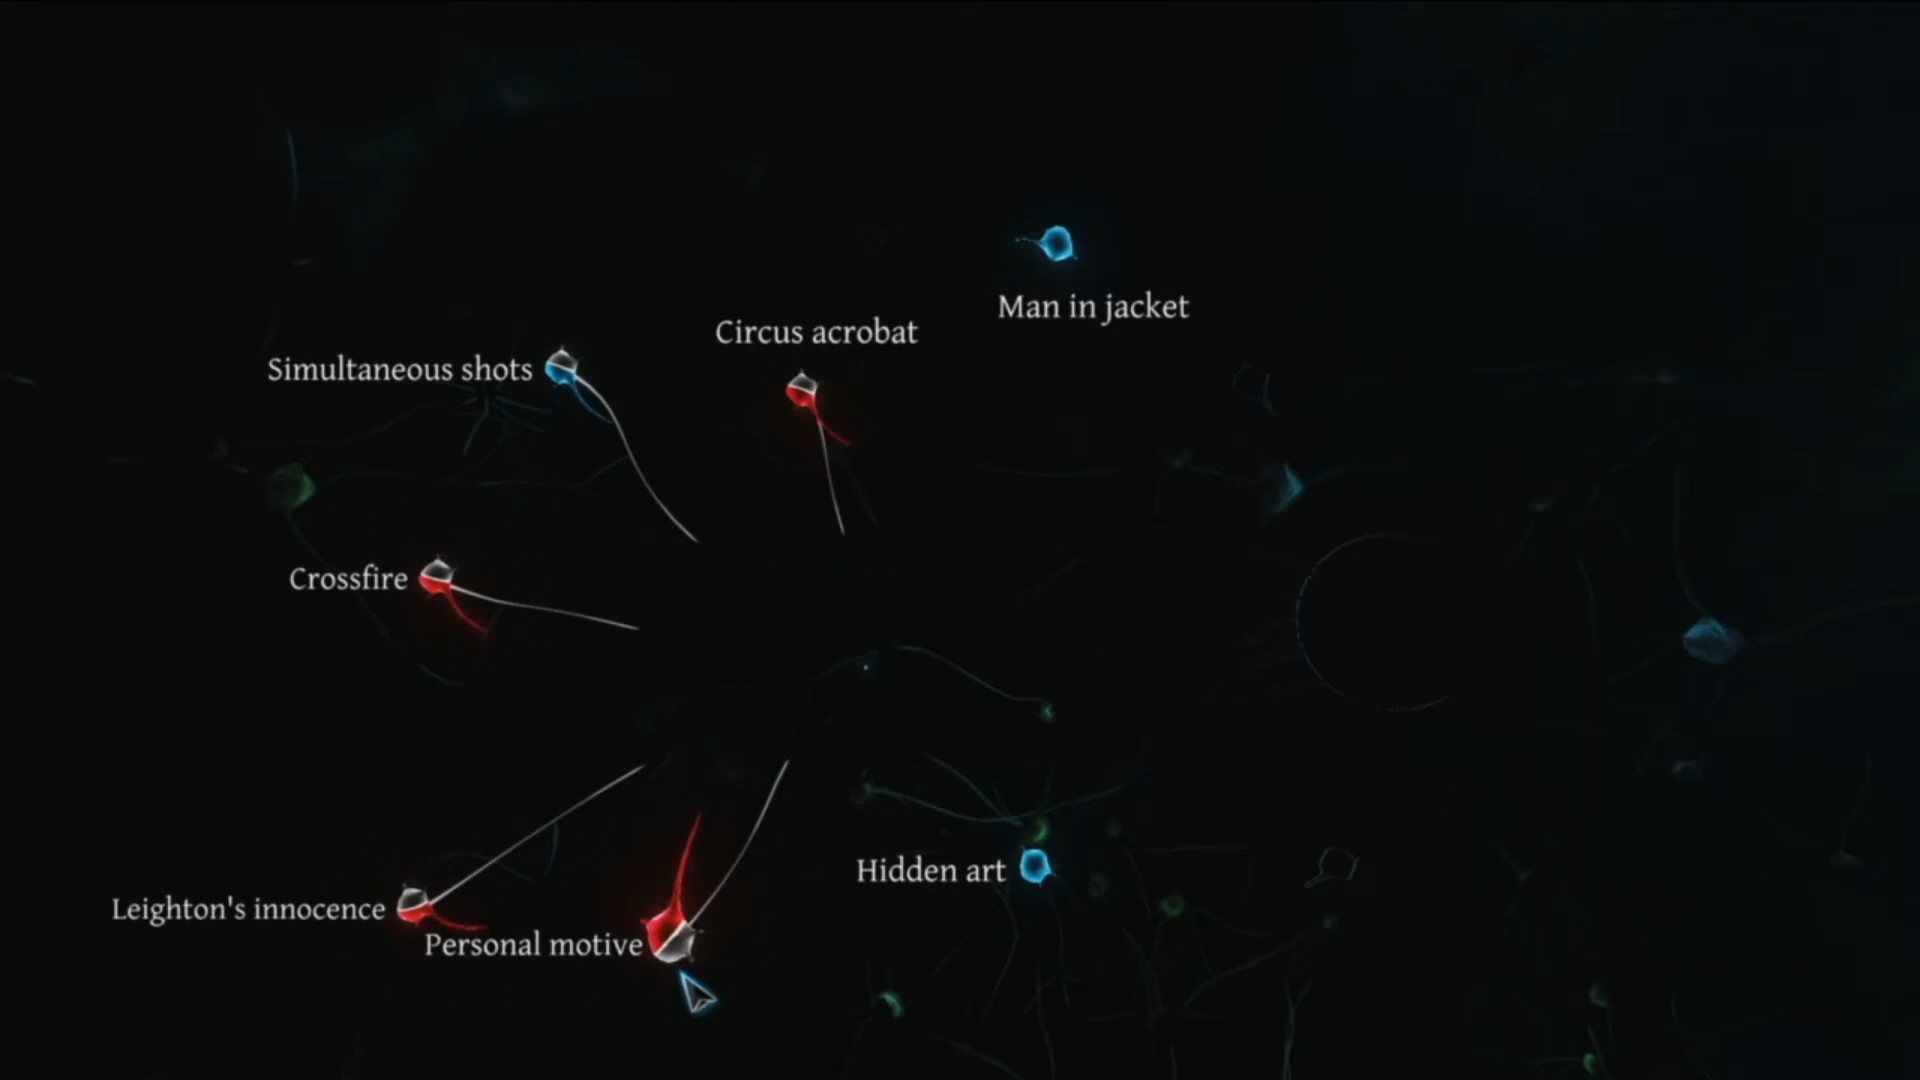 Man in jacket
Circus acrobat
Simultaneous shots
Crossfire
Hidden art
Leighton's innocence
Personal motive